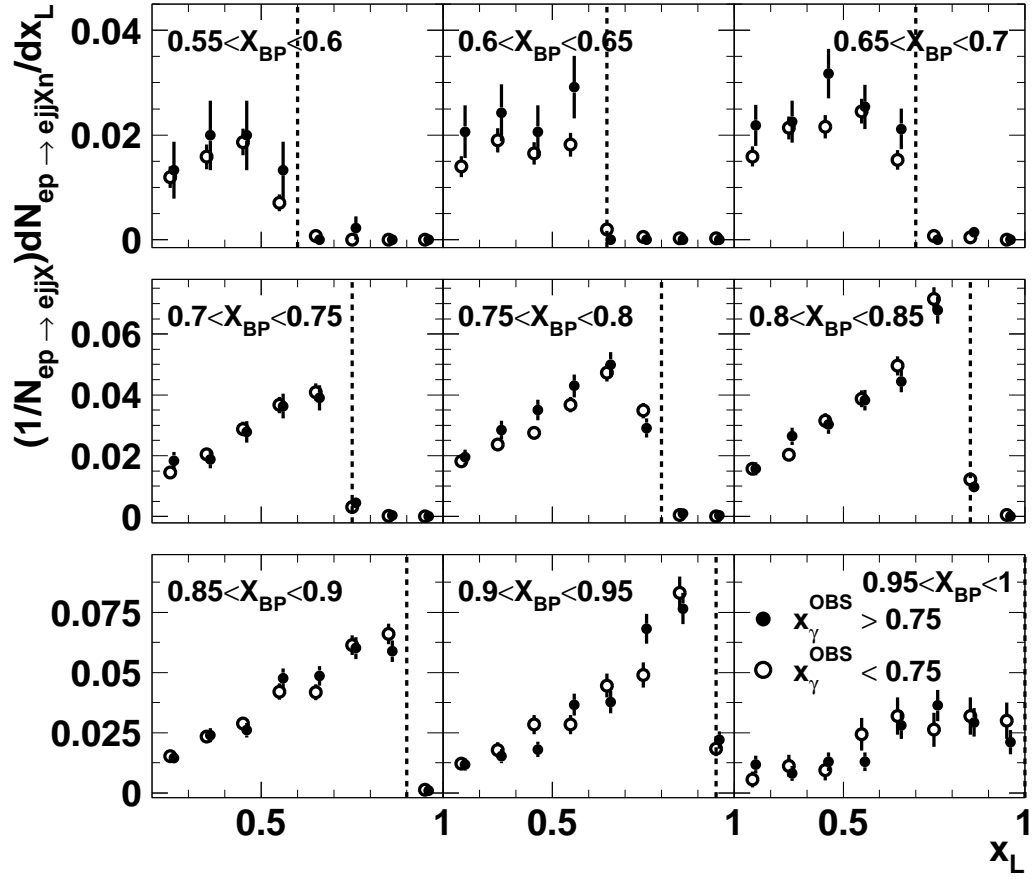 (1/N_ep → ejjX)dN_ep → ejjXn/dx_L
0.04
0.02
0
0.55<X_BP<0.6
0.6<X_BP<0.65
0.65<X_BP<0.7
0.06
0.04
0.02
0
0.7<X_BP<0.75
0.75<X_BP<0.8
0.8<X_BP<0.85
0.075
0.05
0.025
0
0.85<X_BP<0.9
0.9<X_BP<0.95
0.95<X_BP<1
x_γ^OBS > 0.75
x_γ^OBS < 0.75
0.5 1 0.5 1 0.5 1
x_L